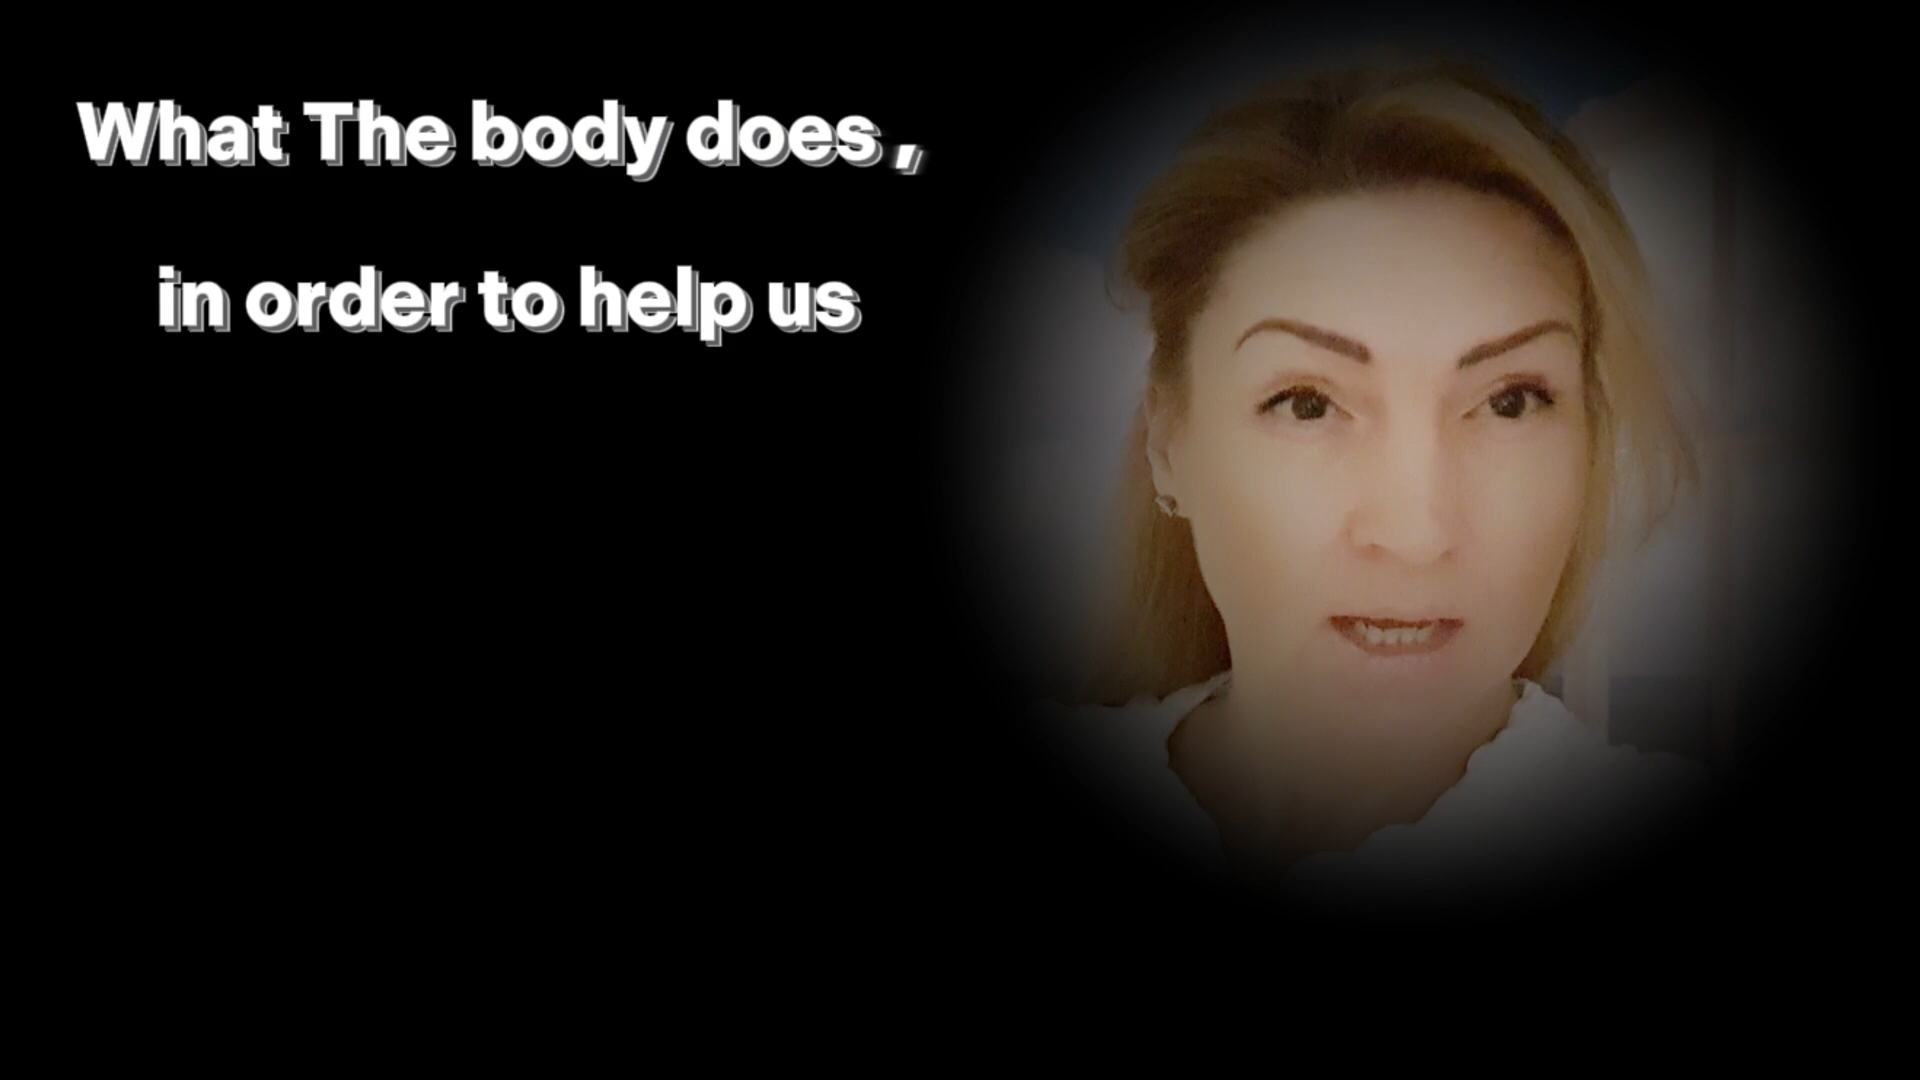 What The body does ,
in order to help us